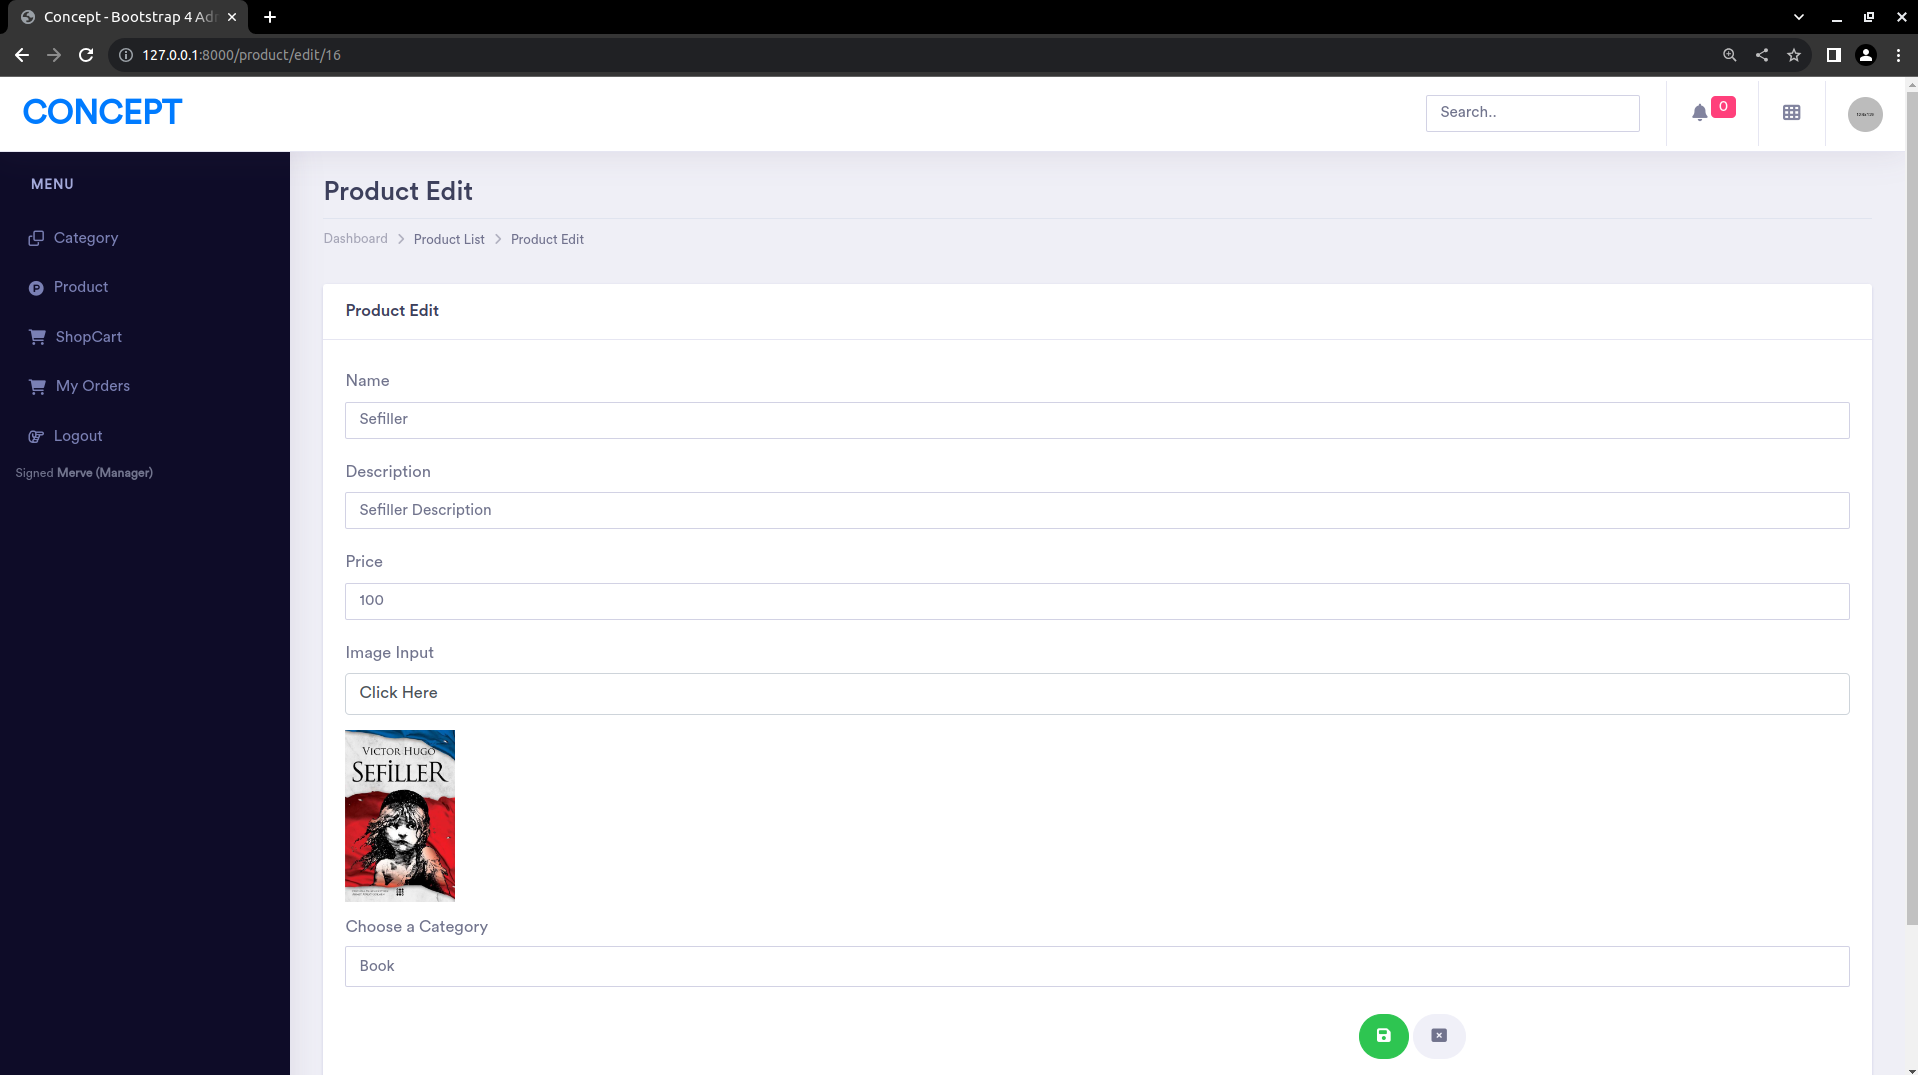 Concept - Bootstrap 4 Adr
127.0.0.1:8000/product/edit/16
CONCEPT
Search..
0
MENU
Category
Product
ShopCart
My Orders
Logout
Signed Merve (Manager)
Product Edit
Dashboard
Product List
Product Edit
Product Edit
Name
Sefiller
Description
Sefiller Description
Price
100
Image Input
Click Here
VICTOR HUGO
SEFİLLER
Choose a Category
Book